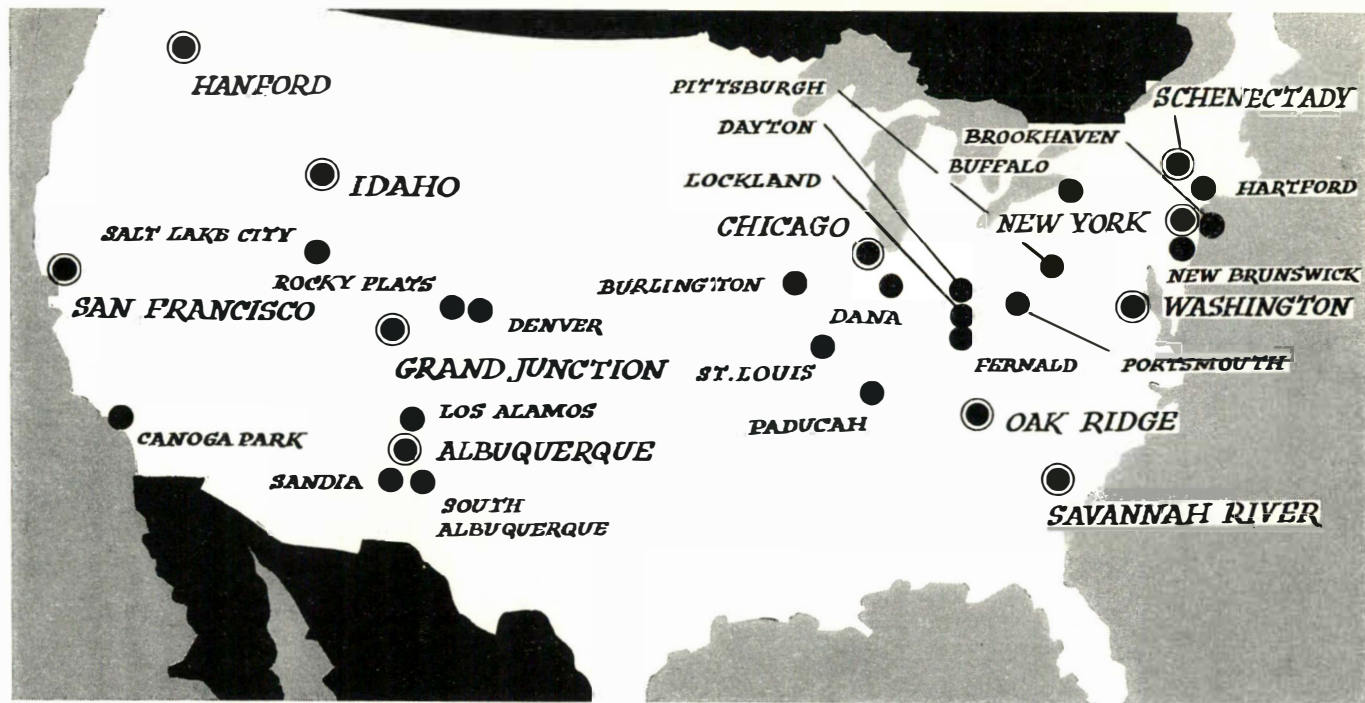 HANFORD
PITTSBURGH
SCHENECTADY
DAYTON
BROOKHAVEN
BUFFALO
LOCKLAND
IDAHO
HARTFORD
CHICAGO
NEW YORK
SALT LAKE CITY
NEW BRUNSWICK
ROCKY FLATS
BURLINGTON
SAN FRANCISCO
WASHINGTON
DANA
DENVER
GRAND JUNCTION
ST. LOUIS
FERNALD
PORTSMOUTH
LOS ALAMOS
PADUCAH
OAK RIDGE
CANOGA PARK
ALBUQUERQUE
SANDIA
SOUTH
ALBUQUERQUE
SAVANNAH RIVER